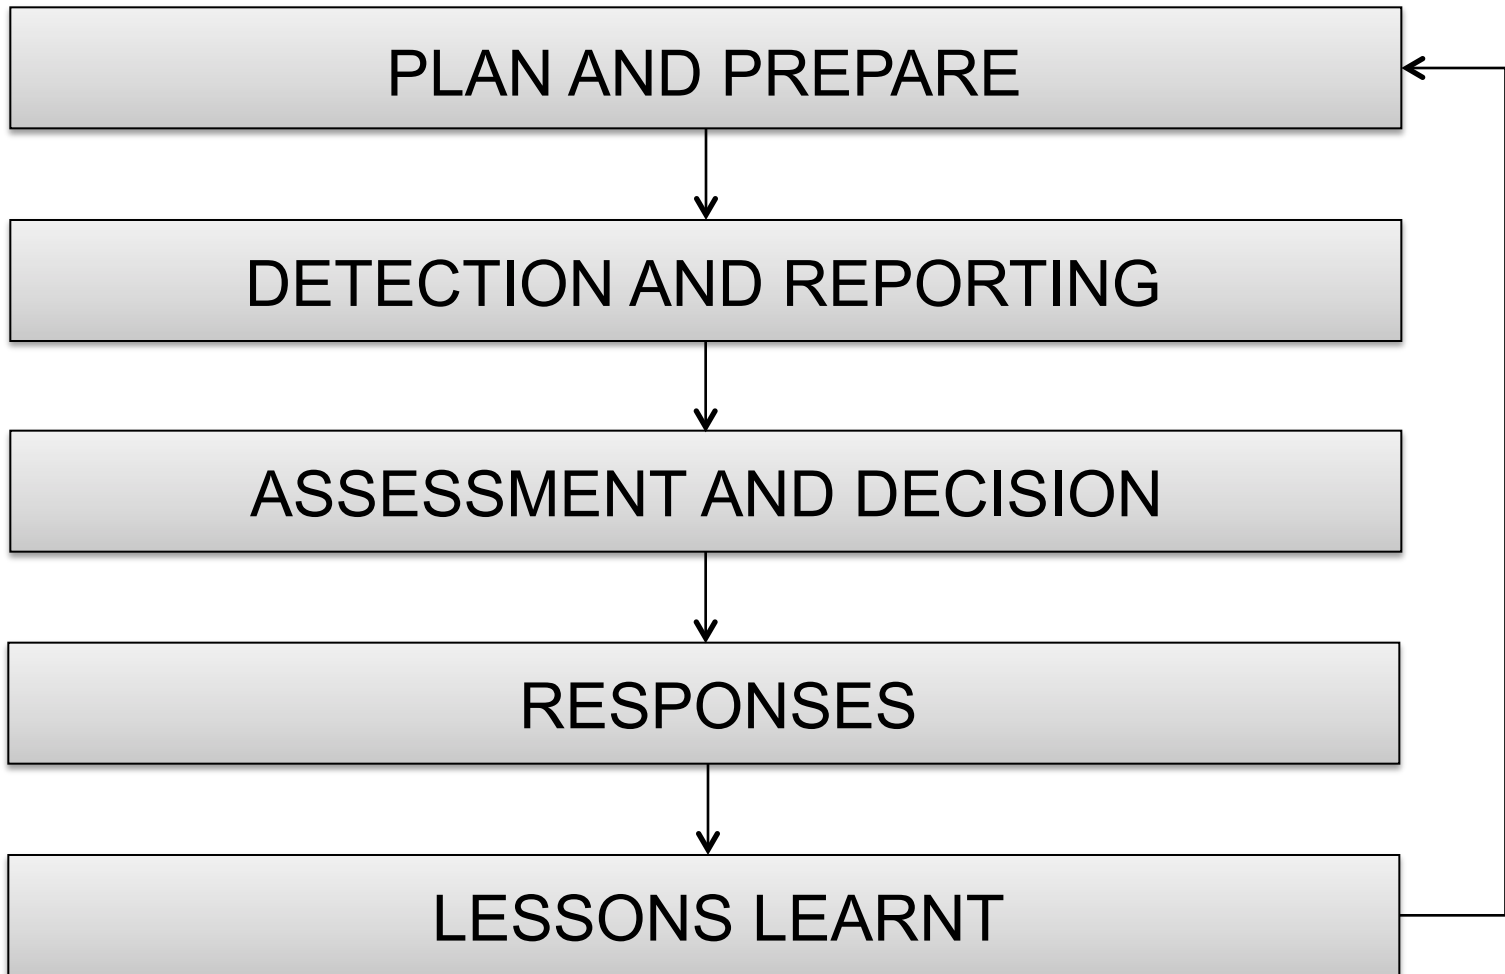 PLAN AND PREPARE
DETECTION AND REPORTING
ASSESSMENT AND DECISION
RESPONSES
LESSONS LEARNT